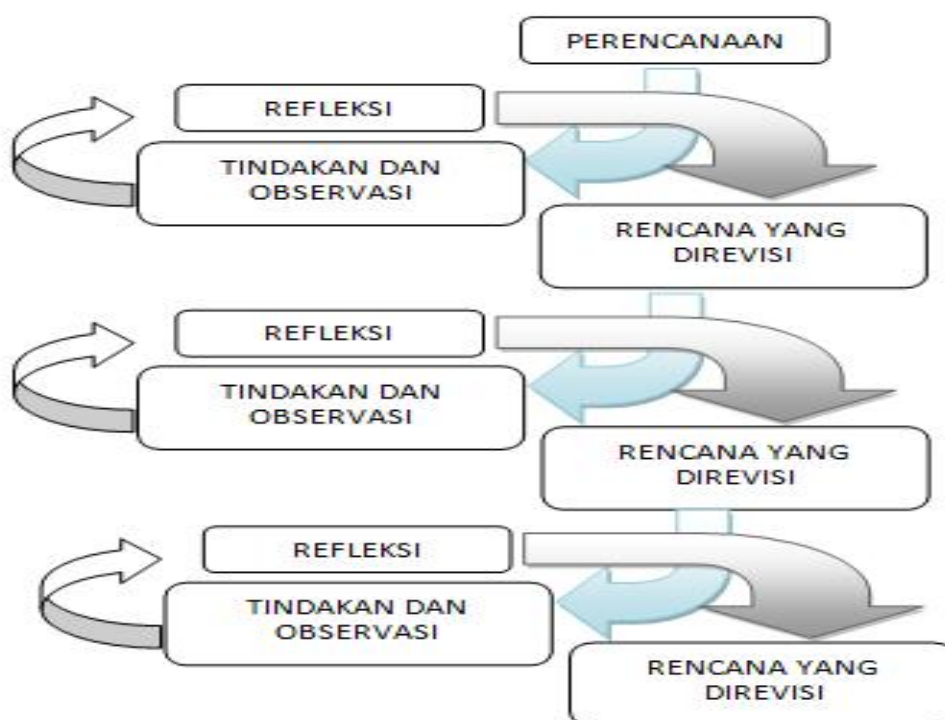 PERENCANAAN
REFLEKSI
TINDAKAN DAN
OBSERVASI
RENCANA YANG
DIREVISI
REFLEKSI
TINDAKAN DAN
OBSERVASI
RENCANA YANG
DIREVISI
REFLEKSI
TINDAKAN DAN
OBSERVASI
RENCANA YANG
DIREVISI